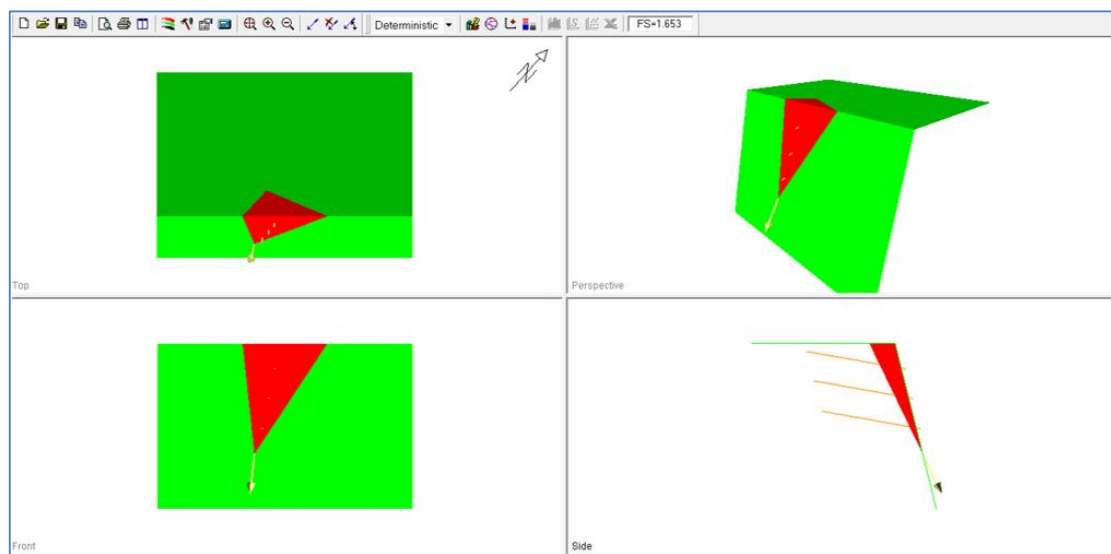 Deterministic FS=1.653
N
Top
Perspective
Front
Side